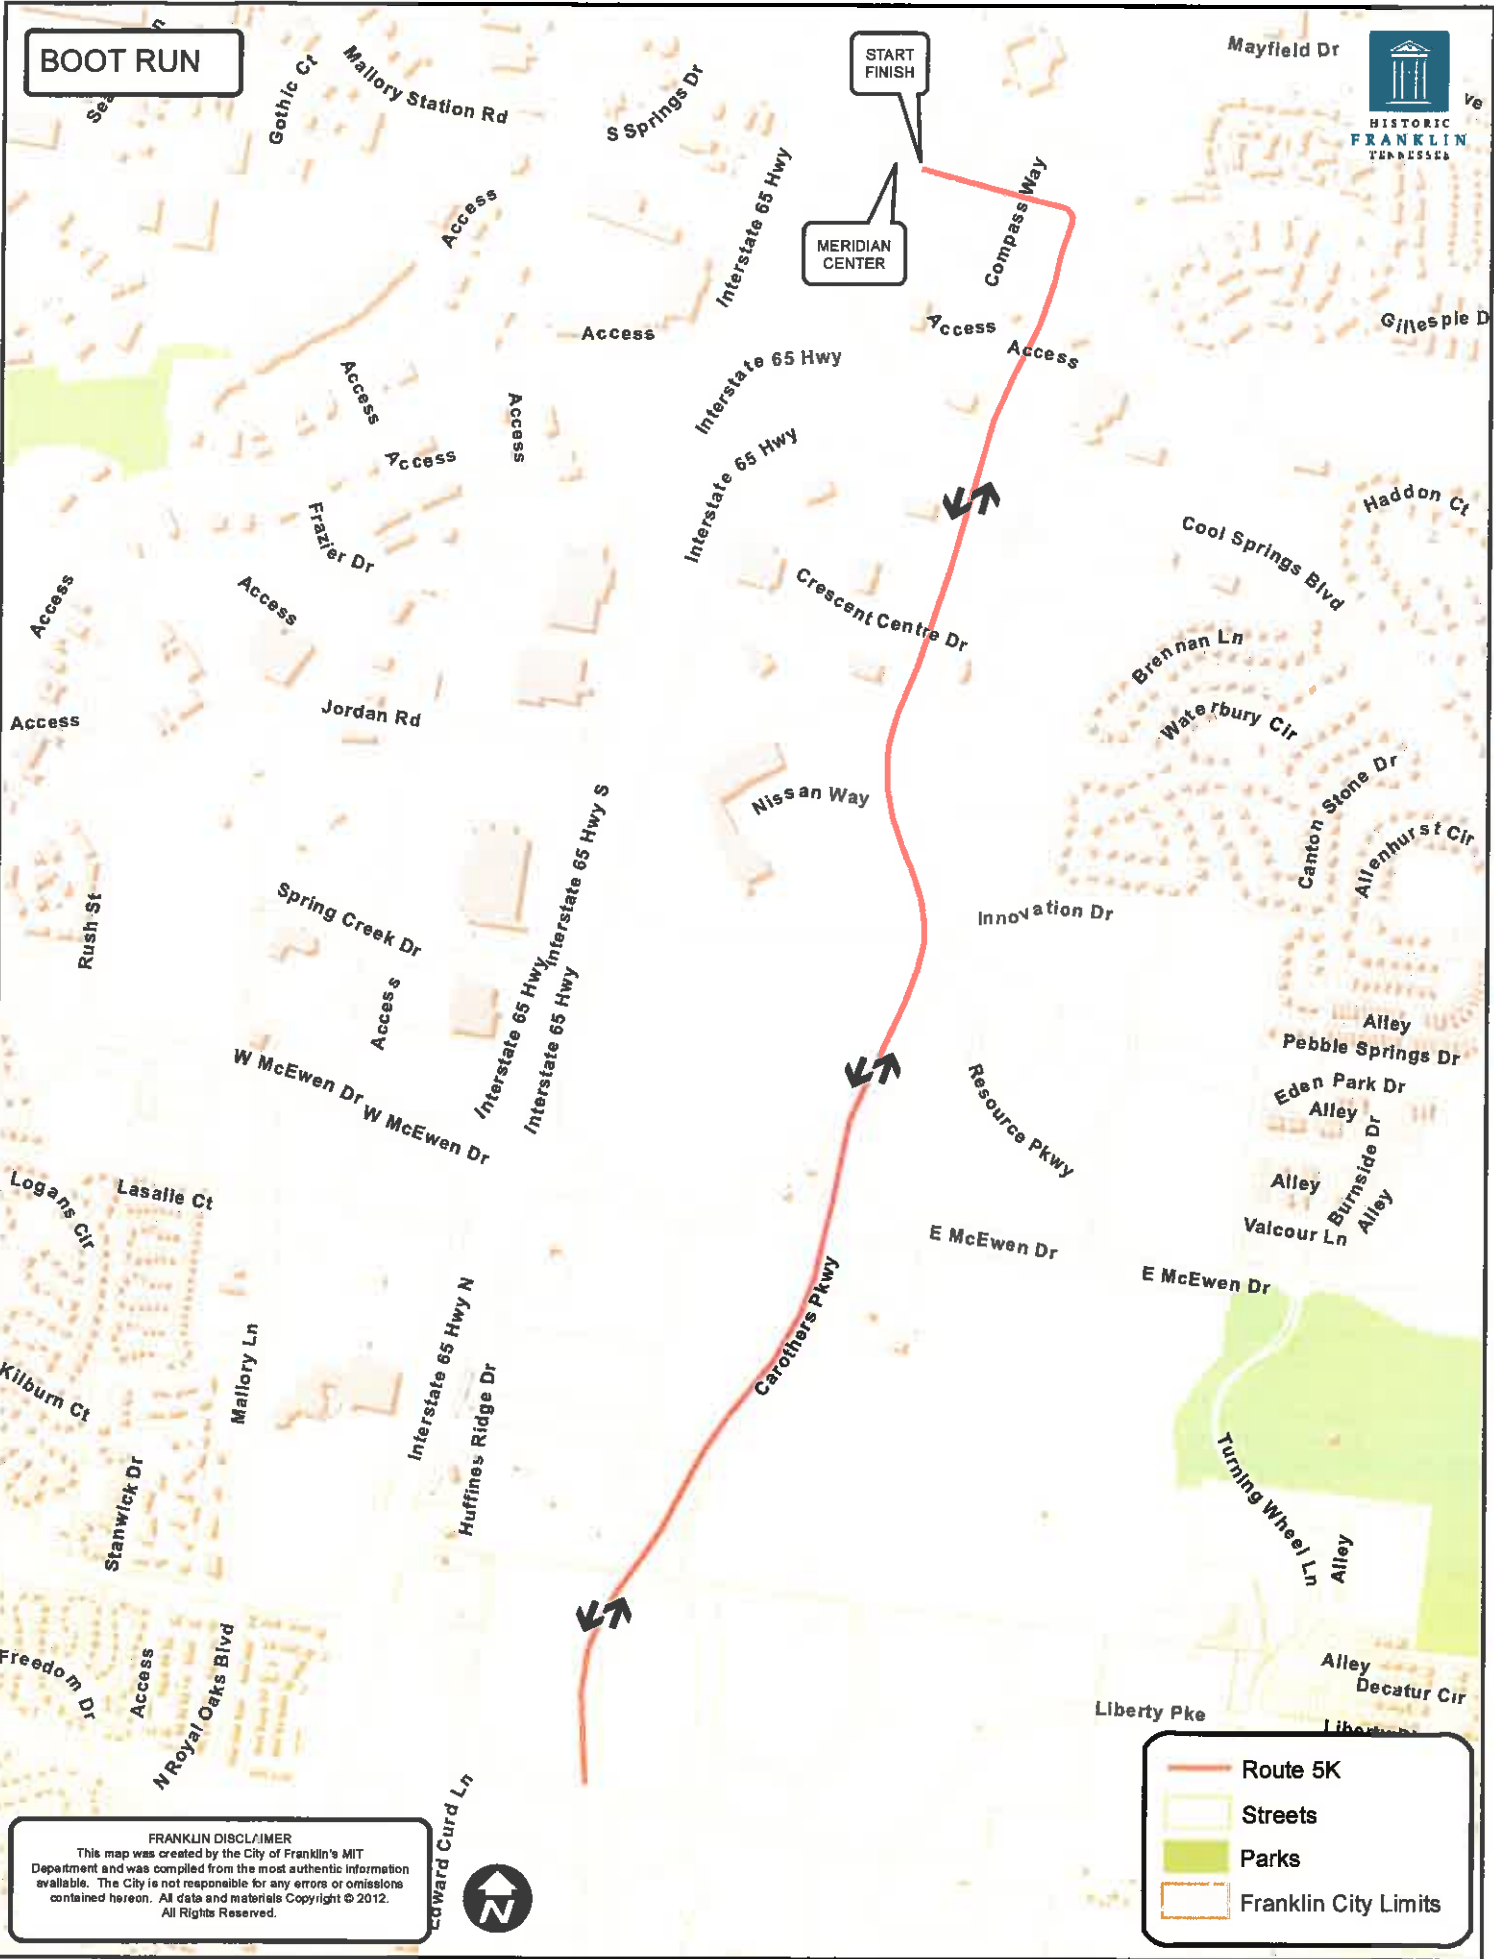 BOOT RUN
Gothic Ct
Mallory Station Rd
S Springs Dr
START
FINISH
Mayfield Dr
HISTORIC
FRANKLIN
TENNESSEE
MERIDIAN
CENTER
Compass Way
Interstate 65 Hwy
Access
Access
Access
Access
Gillespie D
Interstate 65 Hwy
Access
Access
Access
Interstate 65 Hwy
Haddon Ct
Cool Springs Blvd
Frazier Dr
Access
Access
Crescent Centre Dr
Brennan Ln
Waterbury Cir
Access
Jordan Rd
Nissan Way
Canton Stone Dr
Allenhurst Cir
Interstate 65 Hwy S
Rush St
Spring Creek Dr
Innovation Dr
Access
Interstate 65 Hwy
Interstate 65 Hwy
Alley
Pebble Springs Dr
W McEwen Dr
W McEwen Dr
Resource Pkwy
Eden Park Dr
Alley
Burnside Dr
Alley
Alley
Valcour Ln
Logans Cir
Lasalle Ct
E McEwen Dr
E McEwen Dr
Carothers Pkwy
Interstate 65 Hwy N
Mallory Ln
Huffines Ridge Dr
Kilburn Ct
Stanwick Dr
Turning Wheel Ln
Alley
Freedom Dr
Access
N Royal Oaks Blvd
Alley
Decatur Cir
Liberty Pke
Edward Curd Ln
Route 5K
Streets
Parks
Franklin City Limits
FRANKLIN DISCLAIMER
This map was created by the City of Franklin's MIT
Department and was compiled from the most authentic information
available. The City is not responsible for any errors or omissions
contained hereon. All data and materials Copyright © 2012.
All Rights Reserved.
N